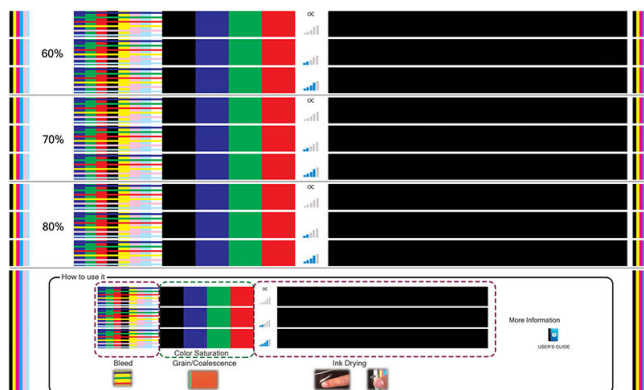 OC
60%
OC
70%
OC
80%
How to use it
OC
More Information
USER'S GUIDE
Color Saturation
Bleed
Grain/Coalescence
Ink Drying